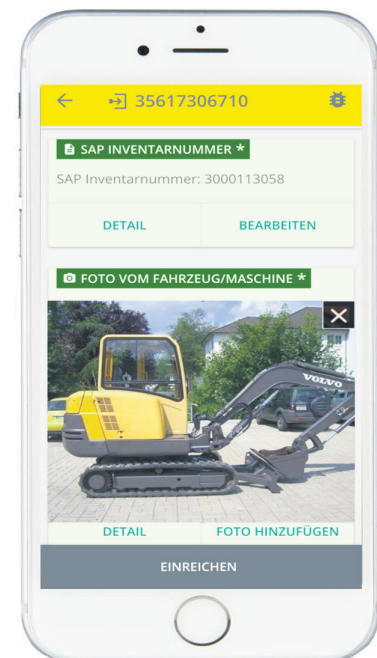 35617306710
SAP INVENTARNUMMER *
SAP Inventarnummer: 3000113058
DETAIL BEARBEITEN
FOTO VOM FAHRZEUG/MASCHINE *
VOLVO
DETAIL FOTO HINZUFÜGEN
EINREICHEN